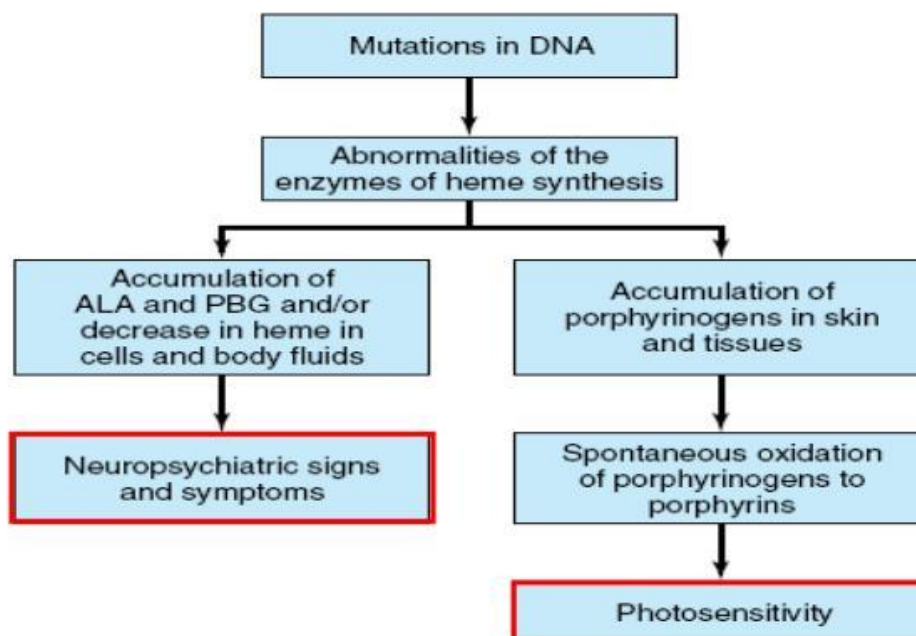 Mutations in DNA
Abnormalities of the
enzymes of heme synthesis
Accumulation of
ALA and PBG and/or
decrease in heme in
cells and body fluids
Accumulation of
porphyrinogens in skin
and tissues
Neuropsychiatric signs
and symptoms
Spontaneous oxidation
of porphyrinogens to
porphyrins
Photosensitivity